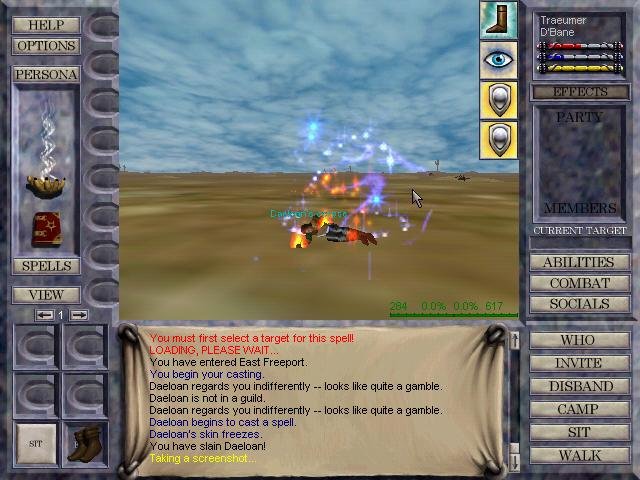 HELP
OPTIONS
PERSONA
SPELLS
VIEW
1
SIT
Daeloan's corpse
284 0.0% 0.0% 617
Traeumer
D'Bane
EFFECTS
PARTY
MEMBERS
CURRENT TARGET
ABILITIES
COMBAT
SOCIALS
WHO
INVITE
DISBAND
CAMP
SIT
WALK
You must first select a target for this spell!
LOADING, PLEASE WAIT...
You have entered East Freeport.
You begin your casting.
Daeloan regards you indifferently -- looks like quite a gamble.
Daeloan is not in a guild.
Daeloan regards you indifferently -- looks like quite a gamble.
Daeloan begins to cast a spell.
Daeloan's skin freezes.
You have slain Daeloan!
Taking a screenshot...